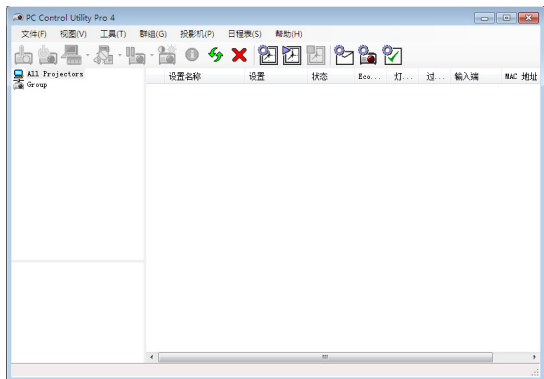 PC Control Utility Pro 4
文件(F) 视图(V) 工具(T) 群组(G) 投影机(P) 日程表(S) 帮助(H)
All Projectors
Group
设置名称 设置 状态 Eco... 灯... 过... 输入端 MAC 地址